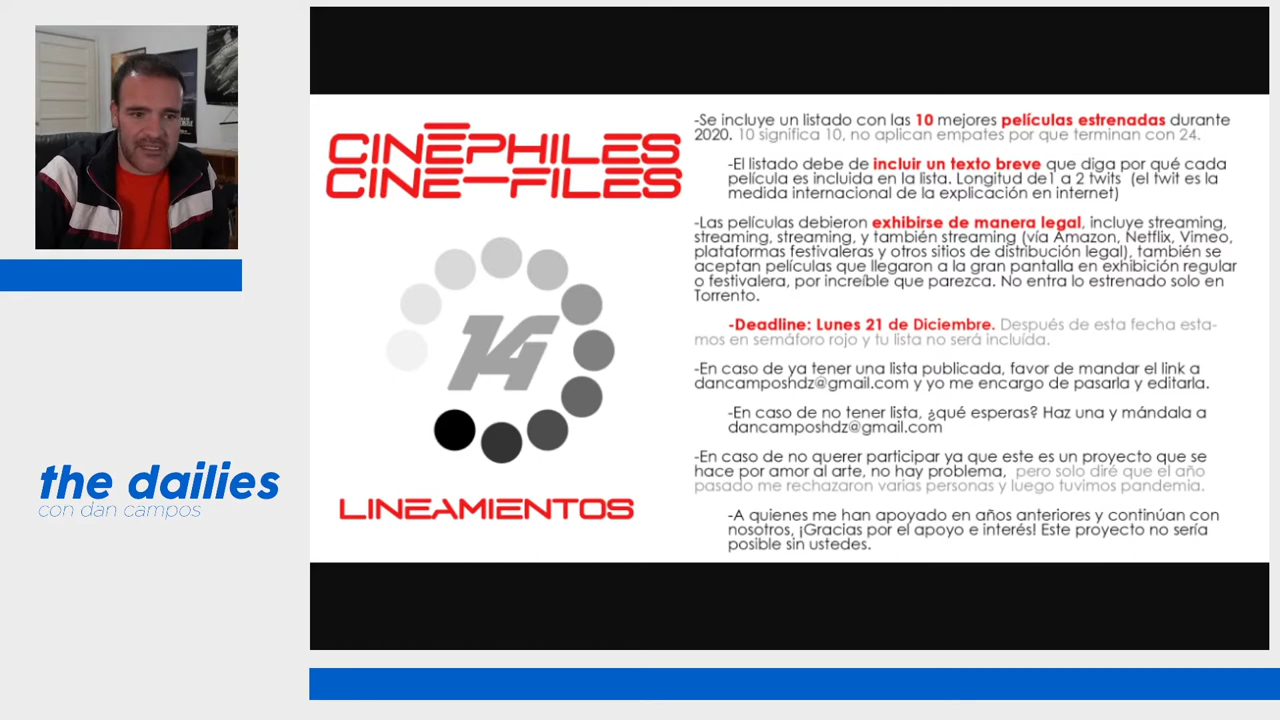 CINEPHILES
CINE-FILES
14
LINEAMIENTOS
the dailies
con dan campos
-Se incluye un listado con las 10 mejores películas estrenadas durante
2020. 10 significa 10, no aplican empates por que terminan con 24.
-El listado debe de incluir un texto breve que diga por qué cada
película es incluida en la lista. Longitud de1 a 2 twits (el twit es la
medida internacional de la explicación en internet)
-Las películas debieron exhibirse de manera legal, incluye streaming,
streaming, streaming, y también streaming (vía Amazon, Netflix, Vimeo,
plataformas festivaleras y otros sitios de distribución legal), también se
aceptan películas que llegaron a la gran pantalla en exhibición regular
o festivalera, por increíble que parezca. No entra lo estrenado solo en
Torrento.
-Deadline: Lunes 21 de Diciembre. Después de esta fecha esta-
mos en semáforo rojo y tu lista no será incluída.
-En caso de ya tener una lista publicada, favor de mandar el link a
dancamposhdz@gmail.com y yo me encargo de pasarla y editarla.
-En caso de no tener lista, ¿qué esperas? Haz una y mándala a
dancamposhdz@gmail.com
-En caso de no querer participar ya que este es un proyecto que se
hace por amor al arte, no hay problema, pero solo diré que el año
pasado me rechazaron varias personas y luego tuvimos pandemia.
-A quienes me han apoyado en años anteriores y continúan con
nosotros, ¡Gracias por el apoyo e interés! Este proyecto no sería
posible sin ustedes.